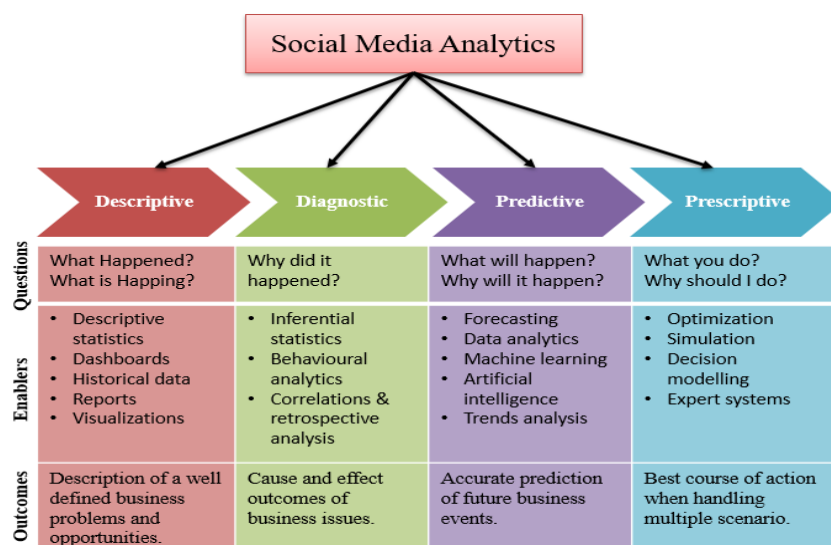 Social Media Analytics
Descriptive
Diagnostic
Predictive
Prescriptive
Questions
What Happened?
What is Happing?
Why did it
happened?
What will happen?
Why will it happen?
What you do?
Why should I do?
Enablers
• Descriptive
statistics
• Dashboards
• Historical data
• Reports
• Visualizations
• Inferential
statistics
• Behavioural
analytics
• Correlations &
retrospective
analysis
• Forecasting
• Data analytics
• Machine learning
• Artificial
intelligence
• Trends analysis
• Optimization
• Simulation
• Decision
modelling
• Expert systems
Outcomes
Description of a well
defined business
problems and
opportunities.
Cause and effect
outcomes of
business issues.
Accurate prediction
of future business
events.
Best course of action
when handling
multiple scenario.